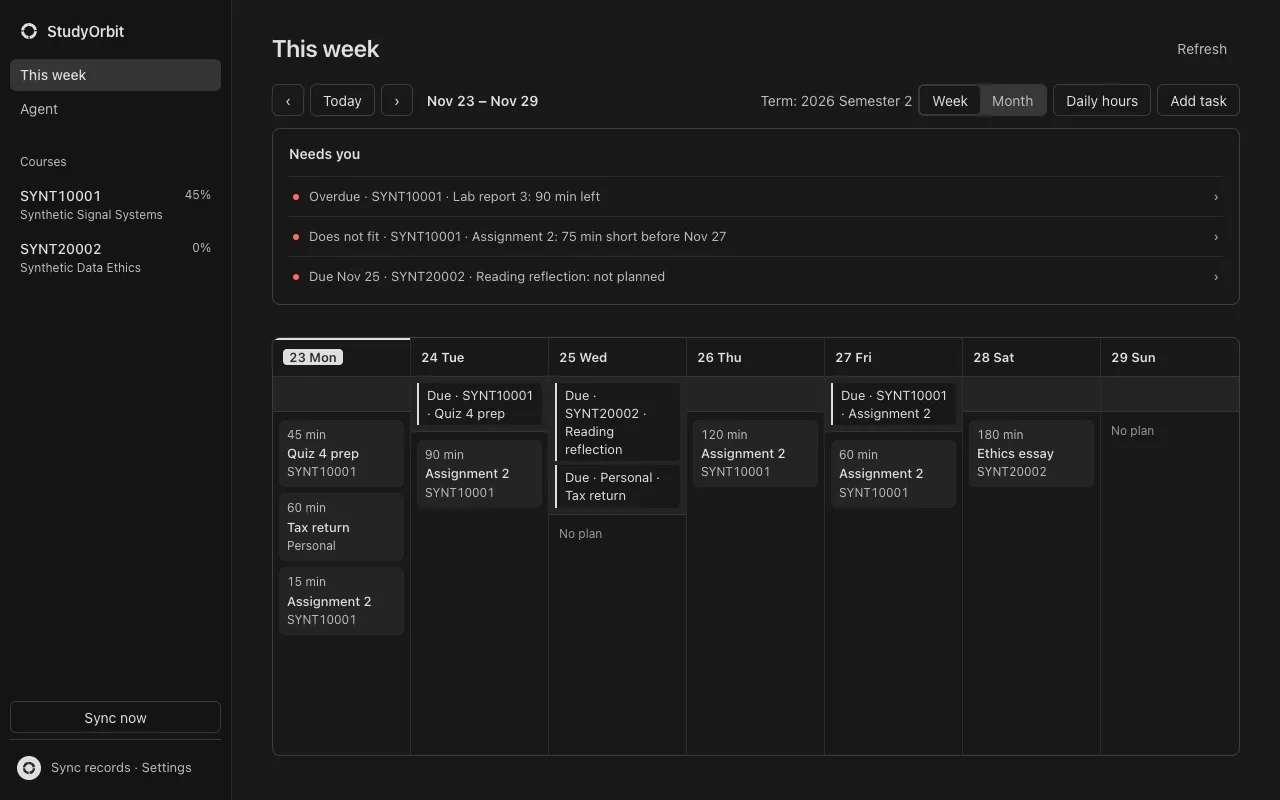 StudyOrbit
This week
Agent
Courses
SYNT10001 45%
Synthetic Signal Systems
SYNT20002 0%
Synthetic Data Ethics
Sync now
Sync records · Settings
This week
Refresh
‹ Today › Nov 23 – Nov 29
Term: 2026 Semester 2 Week Month Daily hours Add task
Needs you
Overdue · SYNT10001 · Lab report 3: 90 min left ›
Does not fit · SYNT10001 · Assignment 2: 75 min short before Nov 27 ›
Due Nov 25 · SYNT20002 · Reading reflection: not planned ›
23 Mon
45 min
Quiz 4 prep
SYNT10001
60 min
Tax return
Personal
15 min
Assignment 2
SYNT10001
24 Tue
Due · SYNT10001
· Quiz 4 prep
90 min
Assignment 2
SYNT10001
25 Wed
Due ·
SYNT20002 ·
Reading
reflection
Due · Personal ·
Tax return
No plan
26 Thu
120 min
Assignment 2
SYNT10001
27 Fri
Due · SYNT10001
· Assignment 2
60 min
Assignment 2
SYNT10001
28 Sat
180 min
Ethics essay
SYNT20002
29 Sun
No plan